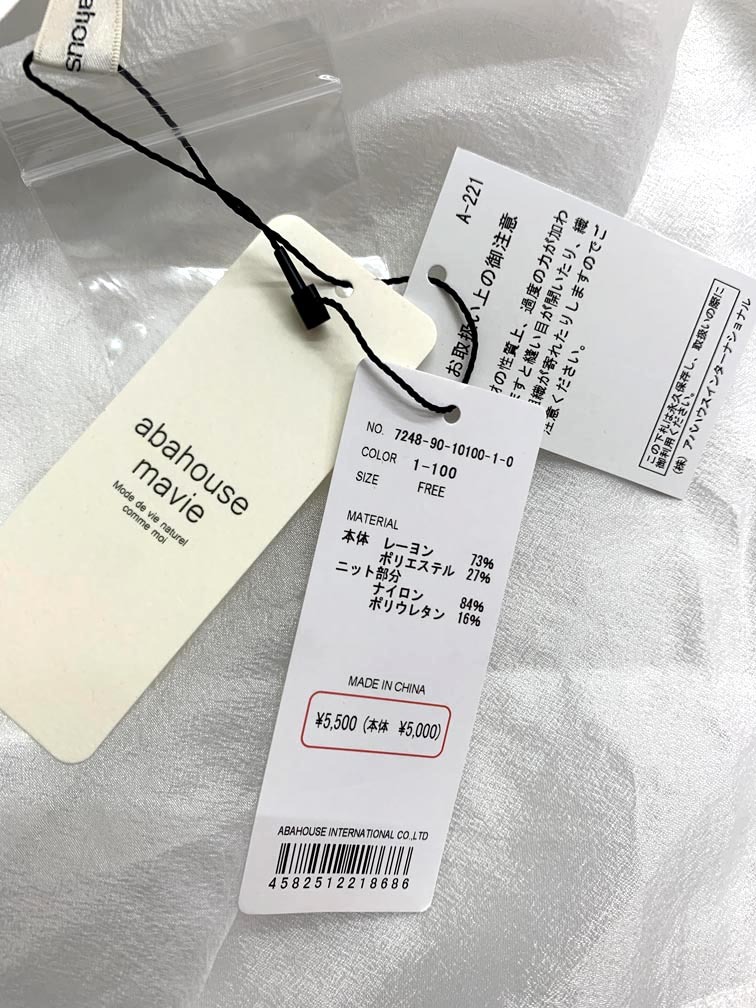 abahous
abahouse
mavie
Mode de vie naturel
comme moi
A-221
お取扱い上の御注意
の性質上、過度の力が加わ
ますと縫い目が開いたり、織
組織が寄れたりしますのでご
注意ください。
この下札は永久保存し、取扱いの際に
御利用ください。
(株) アバハウスインターナショナル
NO. 7248-90-10100-1-0
COLOR 1-100
SIZE FREE
MATERIAL
本体 レーヨン 73%
ポリエステル 27%
ニット部分
ナイロン 84%
ポリウレタン 16%
MADE IN CHINA
¥5,500 (本体 ¥5,000)
ABAHOUSE INTERNATIONAL CO.,LTD
4582512218686